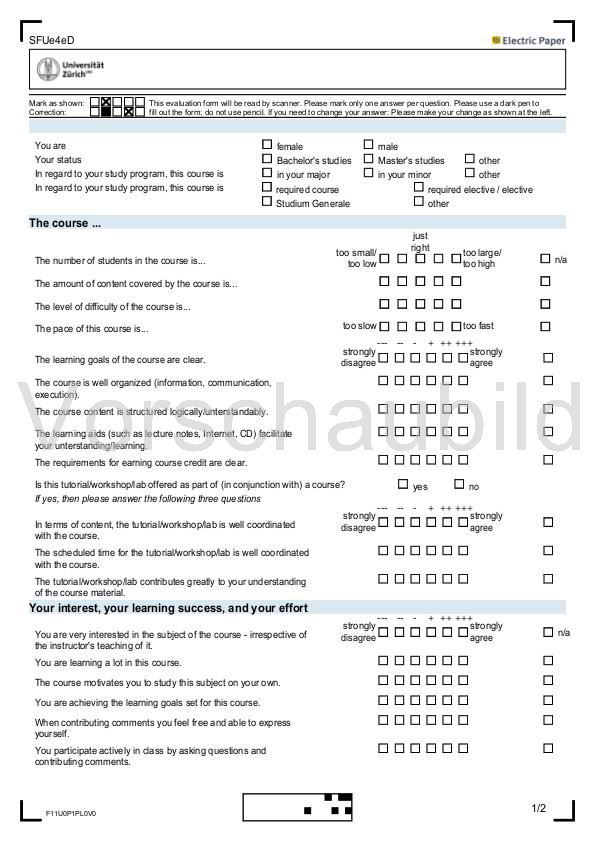 SFUe4eD
Electric Paper
Universität
Zürich
Mark as shown: This evaluation form will be read by scanner. Please mark only one answer per question. Please use a dark pen to
Correction: fill out the form; do not use pencil. If you need to change your answer: Please make your change as shown at the left.
You are female male
Your status Bachelor's studies Master's studies other
In regard to your study program, this course is in your major in your minor other
In regard to your study program, this course is required course required elective / elective
Studium Generale other
The course ...
just
right
too small/ too large/
The number of students in the course is... too low too high n/a
The amount of content covered by the course is...
The level of difficulty of the course is...
The pace of this course is... too slow too fast
--- -- - + ++ +++
strongly strongly
The learning goals of the course are clear. disagree agree
The course is well organized (information, communication,
execution).
Vorschaubild
The course content is structured logically/unterstandably.
The learning aids (such as lecture notes, Internet, CD) facilitate
your unterstanding/learning.
The requirements for earning course credit are clear.
Is this tutorial/workshop/lab offered as part of (in conjunction with) a course? yes no
If yes, then please answer the following three questions
--- -- - + ++ +++
strongly strongly
In terms of content, the tutorial/workshop/lab is well coordinated disagree agree
with the course.
The scheduled time for the tutorial/workshop/lab is well coordinated
with the course.
The tutorial/workshop/lab contributes greatly to your understanding
of the course material.
Your interest, your learning success, and your effort
--- -- - + ++ +++
strongly strongly
You are very interested in the subject of the course - irrespective of disagree agree n/a
the instructor's teaching of it.
You are learning a lot in this course.
The course motivates you to study this subject on your own.
You are achieving the learning goals set for this course.
When contributing comments you feel free and able to express
yourself.
You participate actively in class by asking questions and
contributing comments.
F11U0P1PL0V0
1/2